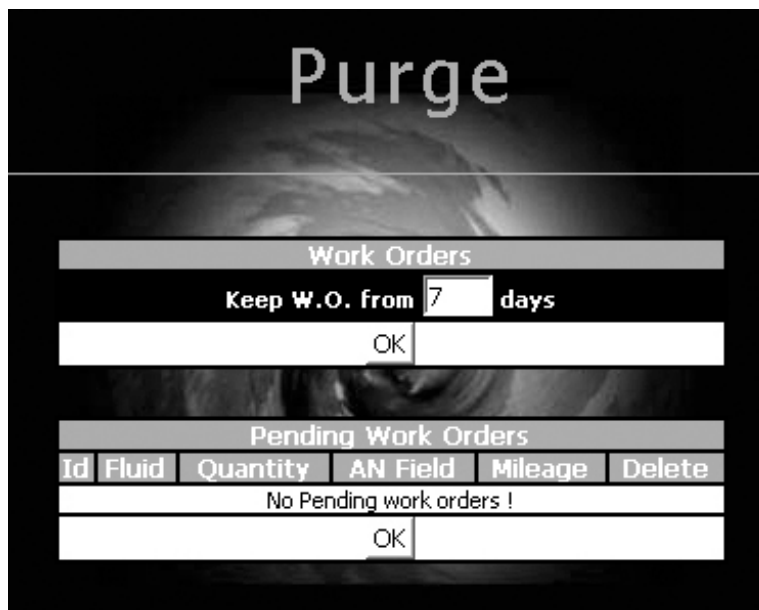 Purge
Work Orders
Keep W.O. from 7 days
OK
Pending Work Orders
Id Fluid Quantity AN Field Mileage Delete
No Pending work orders !
OK